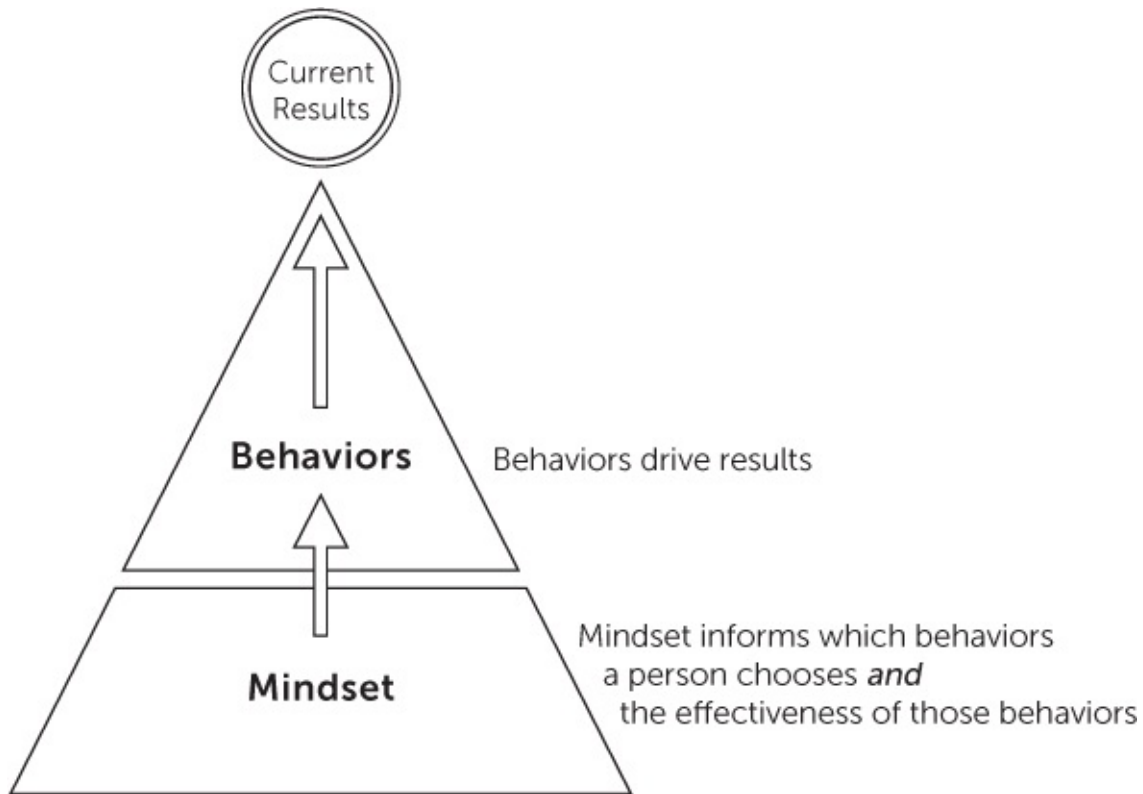 Current
Results
Behaviors
Behaviors drive results
Mindset
Mindset informs which behaviors
a person chooses and
the effectiveness of those behaviors